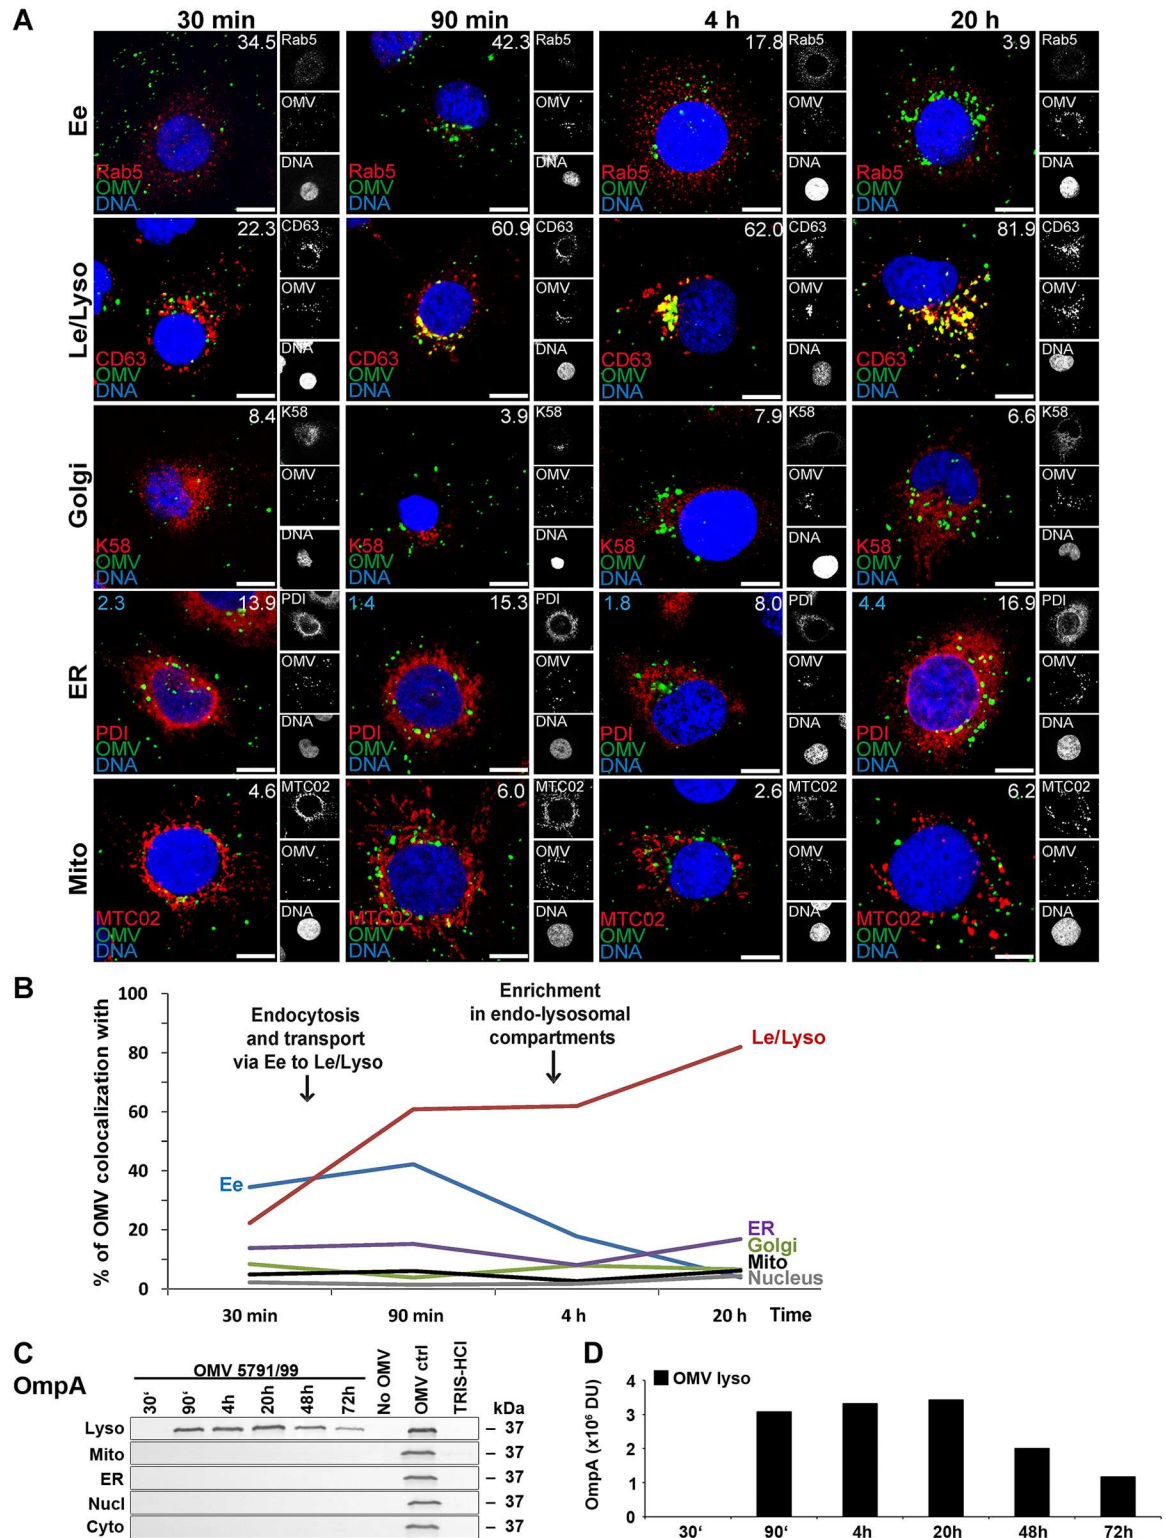 A
30 min 90 min 4 h 20 h
Ee
34.5 Rab5 42.3 Rab5 17.8 Rab5 3.9 Rab5
OMV OMV OMV OMV
DNA DNA DNA DNA
Rab5 Rab5 Rab5 Rab5
OMV OMV OMV OMV
DNA DNA DNA DNA
Le/Lyso
22.3 CD63 60.9 CD63 62.0 CD63 81.9 CD63
OMV OMV OMV OMV
DNA DNA DNA DNA
CD63 CD63 CD63 CD63
OMV OMV OMV OMV
DNA DNA DNA DNA
Golgi
8.4 K58 3.9 K58 7.9 K58 6.6 K58
OMV OMV OMV OMV
DNA DNA DNA DNA
K58 K58 K58 K58
OMV OMV OMV OMV
DNA DNA DNA DNA
ER
2.3 13.9 PDI 1.4 15.3 PDI 1.8 8.0 PDI 4.4 16.9 PDI
OMV OMV OMV OMV
DNA DNA DNA DNA
PDI PDI PDI PDI
OMV OMV OMV OMV
DNA DNA DNA DNA
Mito
4.6 MTC02 6.0 MTC02 2.6 MTC02 6.2 MTC02
OMV OMV OMV OMV
DNA DNA DNA DNA
MTC02 MTC02 MTC02 MTC02
OMV OMV OMV OMV
DNA DNA DNA DNA
B
% of OMV colocalization with
100
80
60
40
20
0
Endocytosis
and transport
via Ee to Le/Lyso
Enrichment
in endo-lysosomal
compartments
Le/Lyso
Ee
ER
Golgi
Mito
Nucleus
30 min 90 min 4 h 20 h Time
C
OmpA
OMV 5791/99
30‘ 90‘ 4h 20h 48h 72h No OMV OMV ctrl TRIS-HCl
kDa
Lyso – 37
Mito – 37
ER – 37
Nucl – 37
Cyto – 37
D
OMV lyso
OmpA (x10⁶ DU)
4
3
2
1
0
30‘ 90‘ 4h 20h 48h 72h